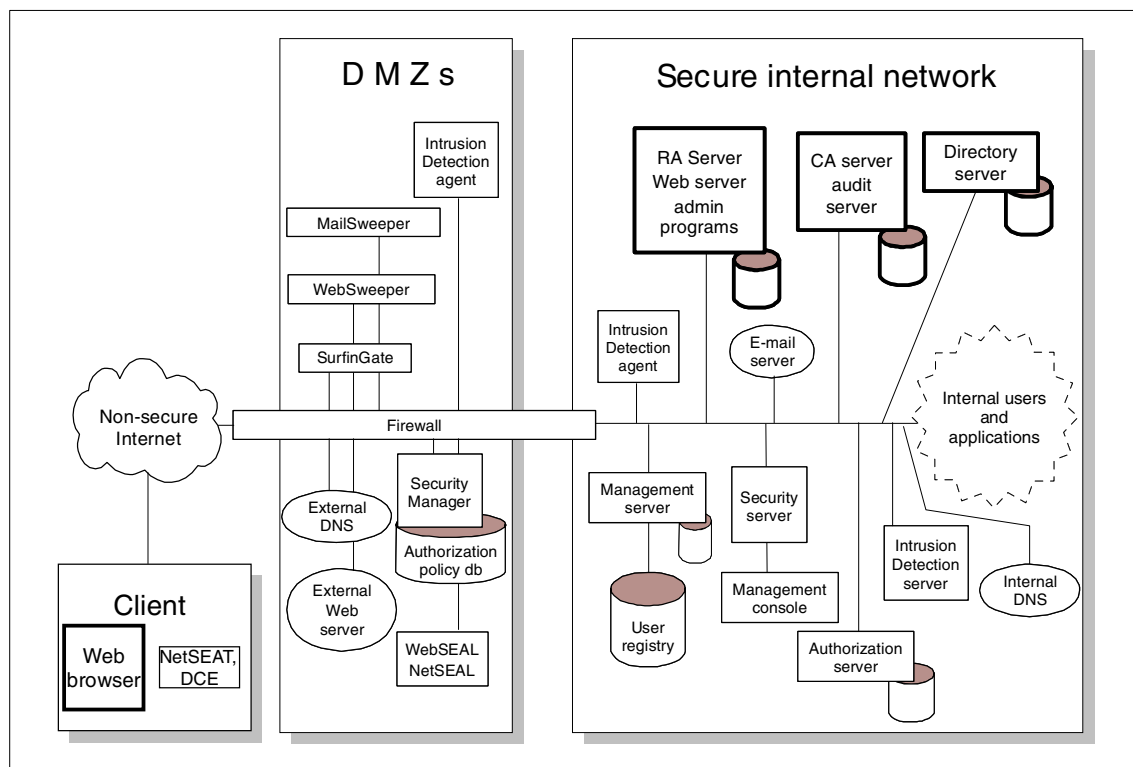 D M Z s
Secure internal network
Intrusion
Detection
agent
MailSweeper
WebSweeper
SurfinGate
RA Server
Web server
admin
programs
CA server
audit
server
Directory
server
Intrusion
Detection
agent
E-mail
server
Non-secure
Internet
Firewall
Internal users
and
applications
External
DNS
Security
Manager
Authorization
policy db
External
Web
server
WebSEAL
NetSEAL
Management
server
User
registry
Security
server
Management
console
Authorization
server
Intrusion
Detection
server
Internal
DNS
Client
Web
browser
NetSEAT,
DCE